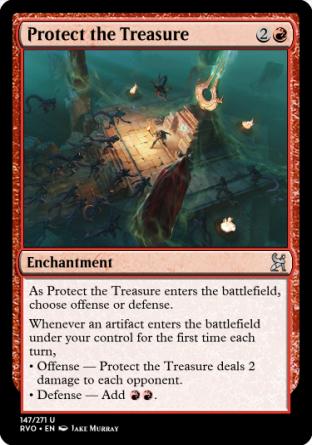 Protect the Treasure 2
Enchantment
As Protect the Treasure enters the battlefield,
choose offense or defense.
Whenever an artifact enters the battlefield
under your control for the first time each
turn,
• Offense — Protect the Treasure deals 2
damage to each opponent.
• Defense — Add .
147/271 U
RVO • EN Jake Murray